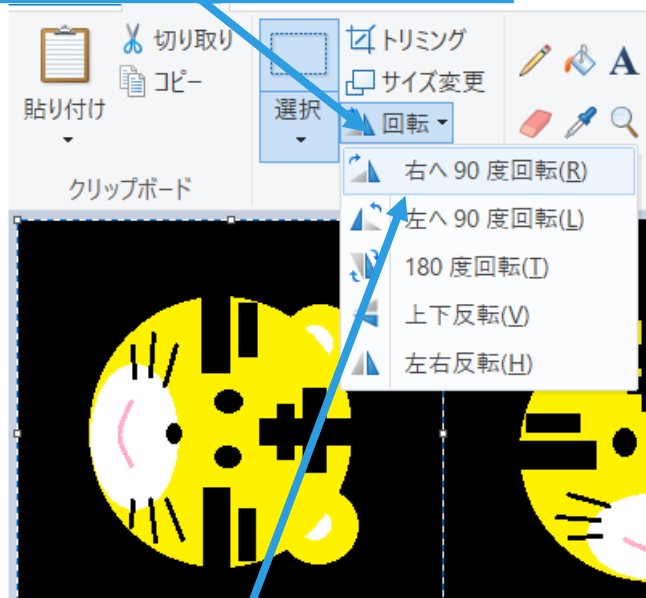 切り取り
コピー
貼り付け
クリップボード
選択
トリミング
サイズ変更
回転
A
右へ 90 度回転(R)
左へ 90 度回転(L)
180 度回転(T)
上下反転(V)
左右反転(H)